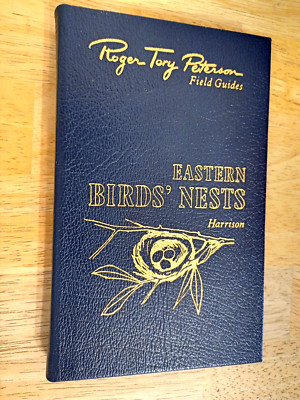 Roger Tory Peterson
Field Guides
EASTERN
BIRDS' NESTS
Harrison